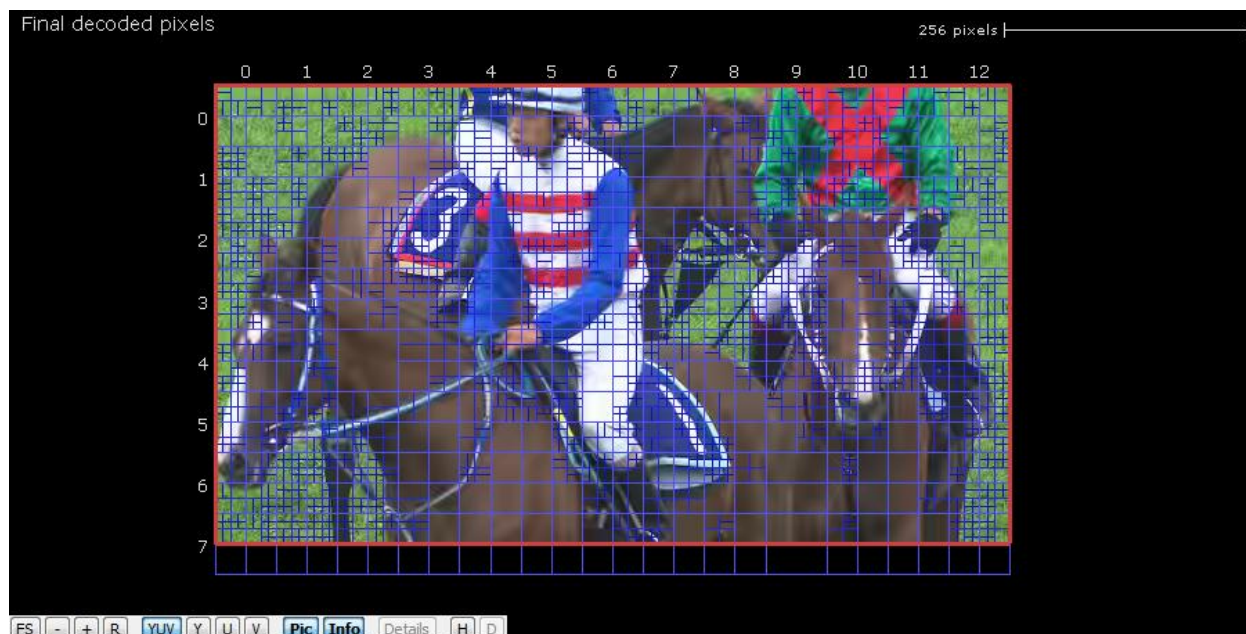 Final decoded pixels
256 pixels
0 1 2 3 4 5 6 7 8 9 10 11 12
0
1
2
3
4
5
6
7
FS - + R YUV Y U V Pic Info Details H D